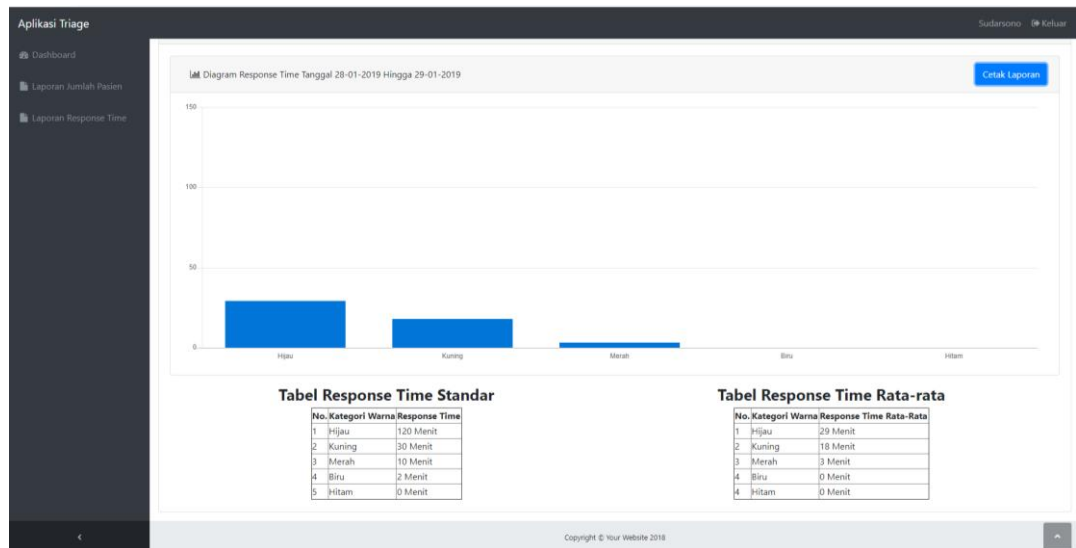 Aplikasi Triage
Sudarsono Keluar
Dashboard
Laporan Jumlah Pasien
Laporan Response Time
Diagram Response Time Tanggal 28-01-2019 Hingga 29-01-2019
Cetak Laporan
150
100
50
0
Hijau Kuning Merah Biru Hitam
Tabel Response Time Standar
No. Kategori Warna Response Time
1 Hijau 120 Menit
2 Kuning 30 Menit
3 Merah 10 Menit
4 Biru 2 Menit
5 Hitam 0 Menit
Tabel Response Time Rata-rata
No. Kategori Warna Response Time Rata-Rata
1 Hijau 29 Menit
2 Kuning 18 Menit
3 Merah 3 Menit
4 Biru 0 Menit
4 Hitam 0 Menit
Copyright © Your Website 2018